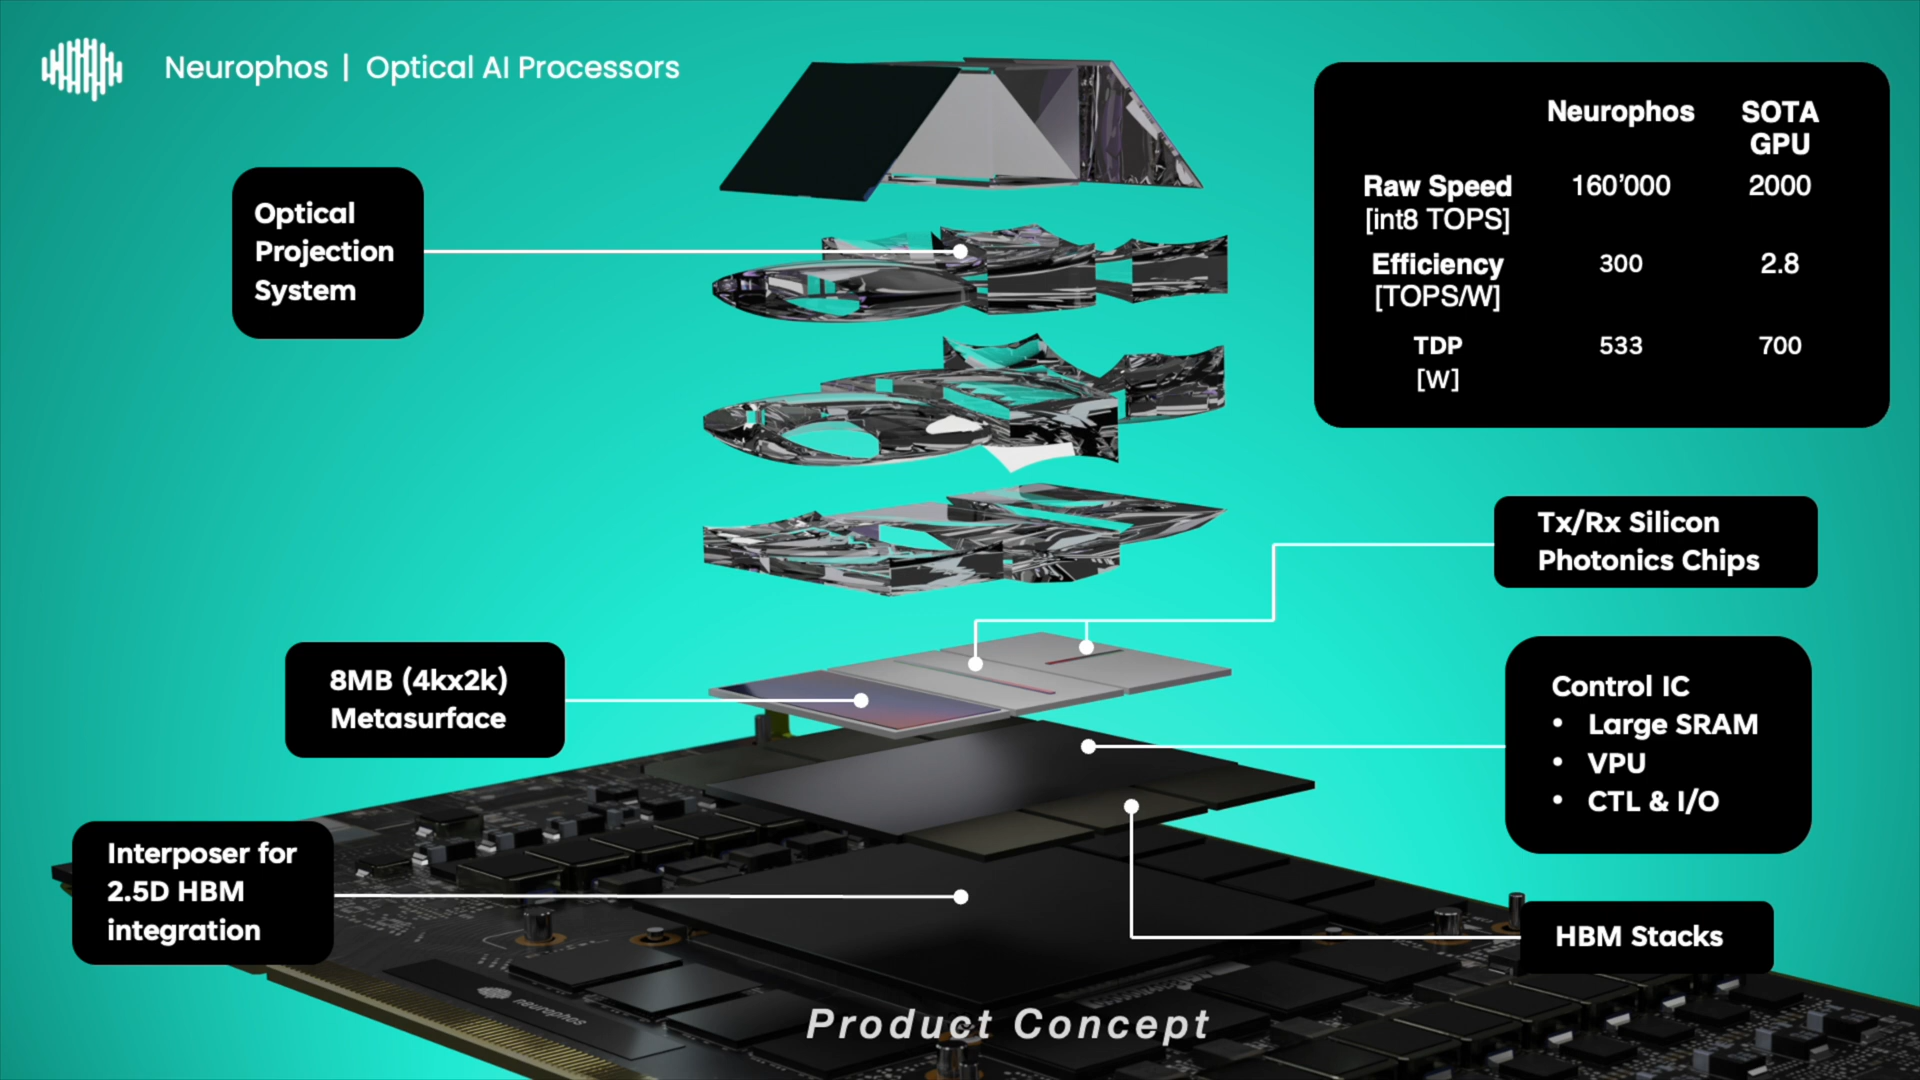 Neurophos | Optical AI Processors
Neurophos SOTA GPU
Raw Speed [int8 TOPS] 160'000 2000
Efficiency [TOPS/W] 300 2.8
TDP [W] 533 700
Optical
Projection
System
Tx/Rx Silicon
Photonics Chips
8MB (4kx2k)
Metasurface
Control IC
• Large SRAM
• VPU
• CTL & I/O
Interposer for
2.5D HBM
integration
HBM Stacks
neurophos
Product Concept